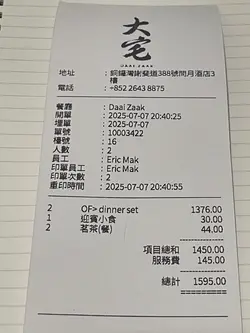 大宅
DAAI ZAAK
地址 : 銅鑼灣謝斐道388號問月酒店3
樓
電話 : +852 2643 8875
餐廳 : Daai Zaak
開單 : 2025-07-07 20:40:25
埋單 : 2025-07-07
單號 : 10003422
檯號 : 16
人數 : 2
員工 : Eric Mak
印單員工 : Eric Mak
印單次數 : 2
重印時間 : 2025-07-07 20:40:55
2 OF> dinner set 1376.00
1 迎賓小食 30.00
2 茗茶(餐) 44.00
項目總和 1450.00
服務費 145.00
總計 1595.00